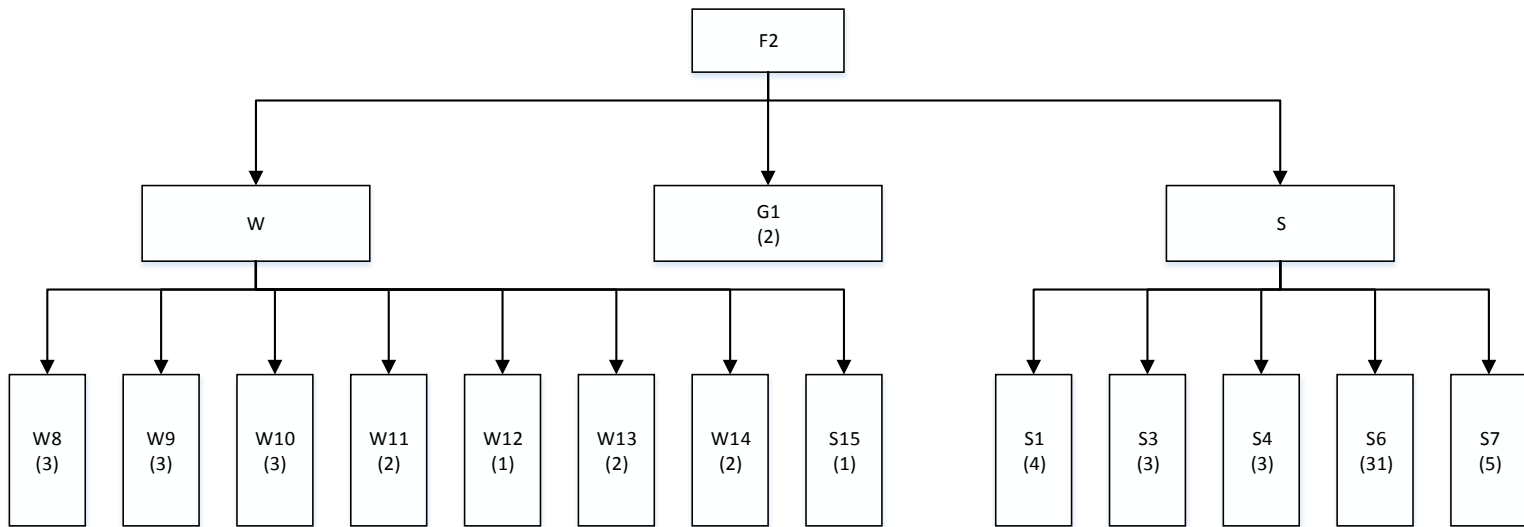 F2
W
G1
(2)
S
W8
(3)
W9
(3)
W10
(3)
W11
(2)
W12
(1)
W13
(2)
W14
(2)
S15
(1)
S1
(4)
S3
(3)
S4
(3)
S6
(31)
S7
(5)